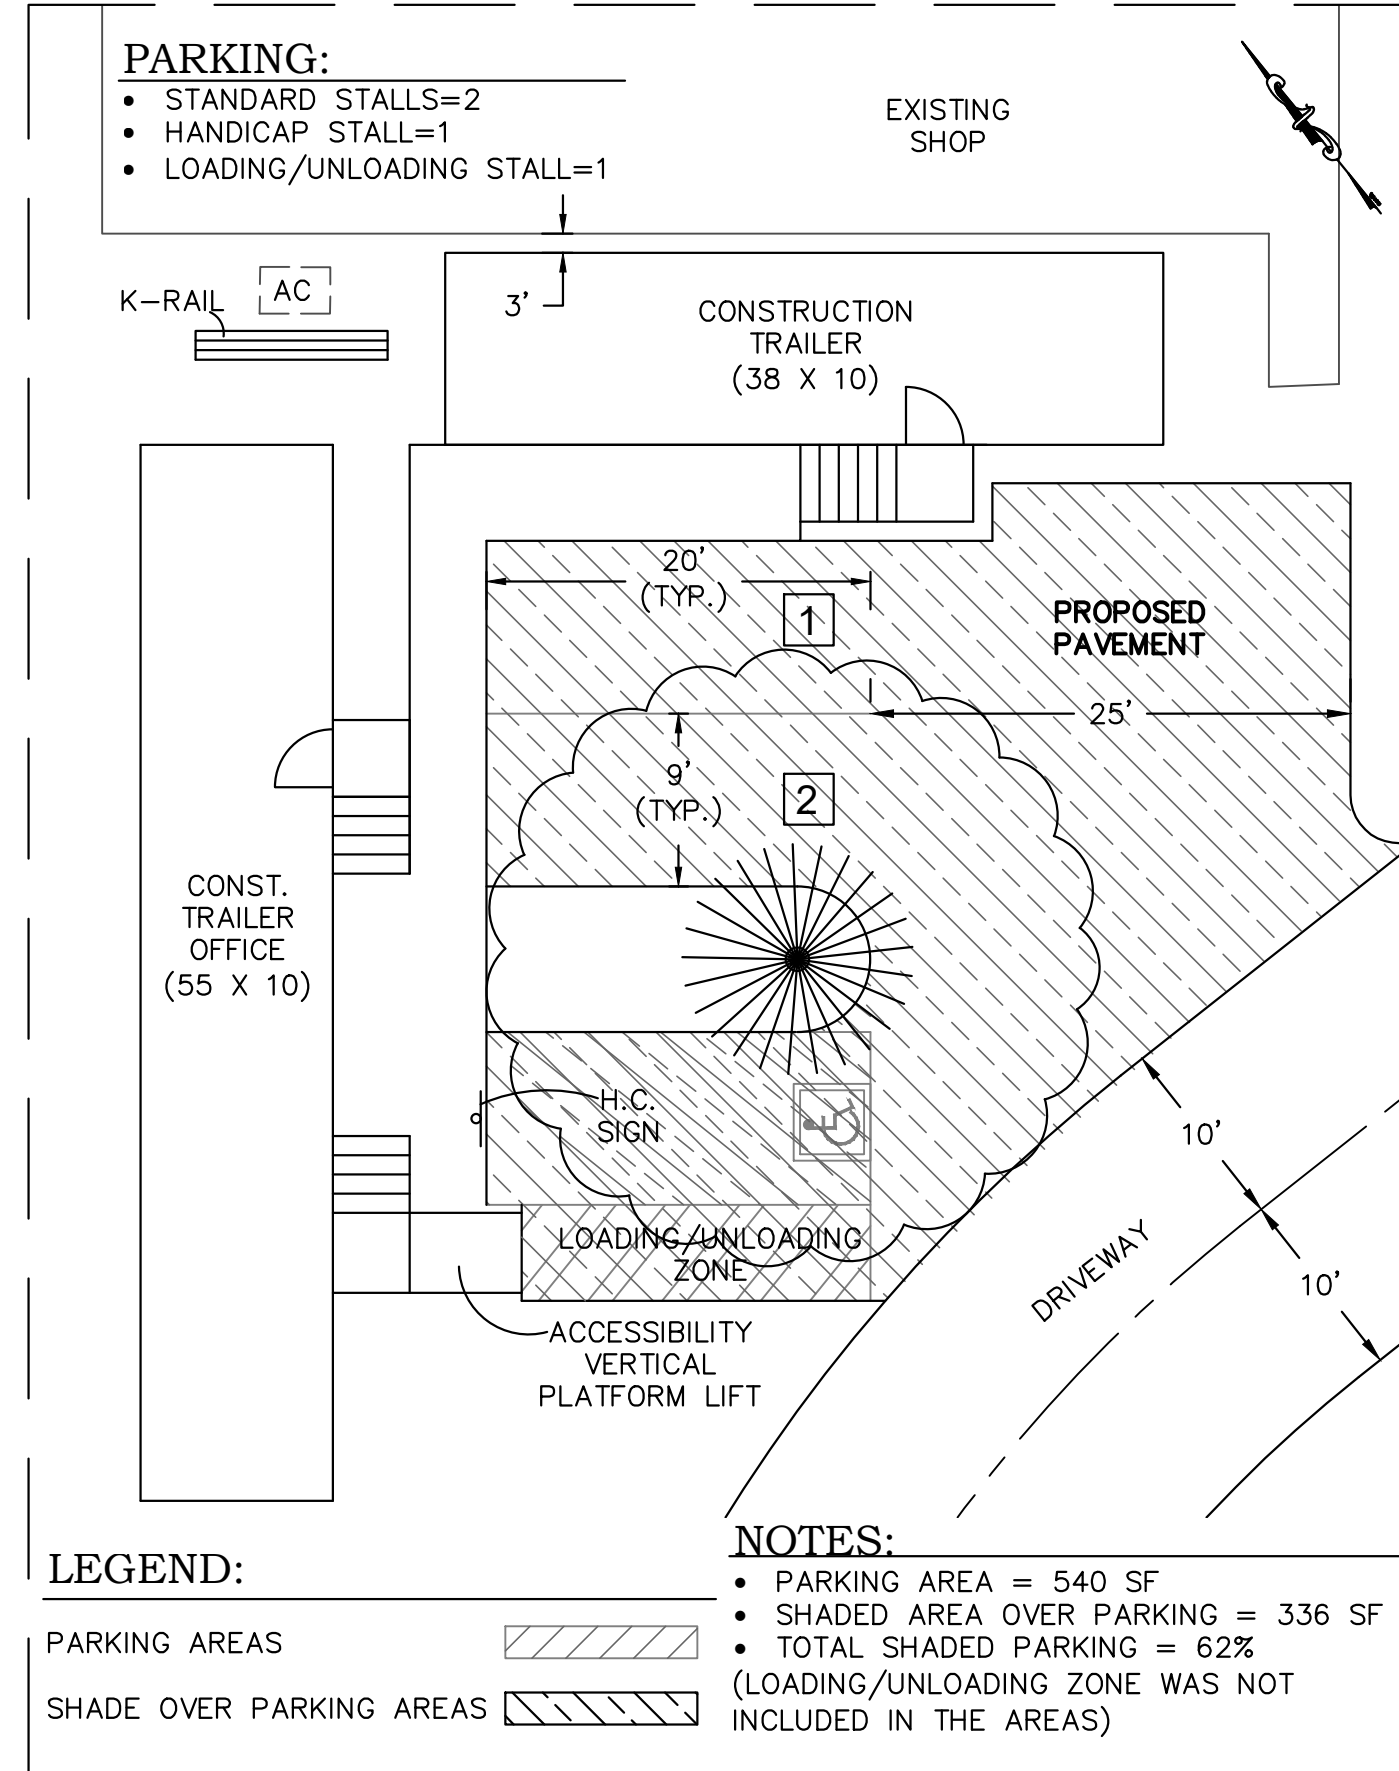 PARKING:
• STANDARD STALLS=2
• HANDICAP STALL=1
• LOADING/UNLOADING STALL=1
EXISTING
SHOP
K-RAIL
AC
3'
CONSTRUCTION
TRAILER
(38 X 10)
20'
(TYP.)
1
PROPOSED
PAVEMENT
25'
9'
(TYP.)
2
CONST.
TRAILER
OFFICE
(55 X 10)
H.C.
SIGN
10'
LOADING/UNLOADING
ZONE
DRIVEWAY
10'
ACCESSIBILITY
VERTICAL
PLATFORM LIFT
LEGEND:
PARKING AREAS
SHADE OVER PARKING AREAS
NOTES:
• PARKING AREA = 540 SF
• SHADED AREA OVER PARKING = 336 SF
• TOTAL SHADED PARKING = 62%
(LOADING/UNLOADING ZONE WAS NOT
INCLUDED IN THE AREAS)